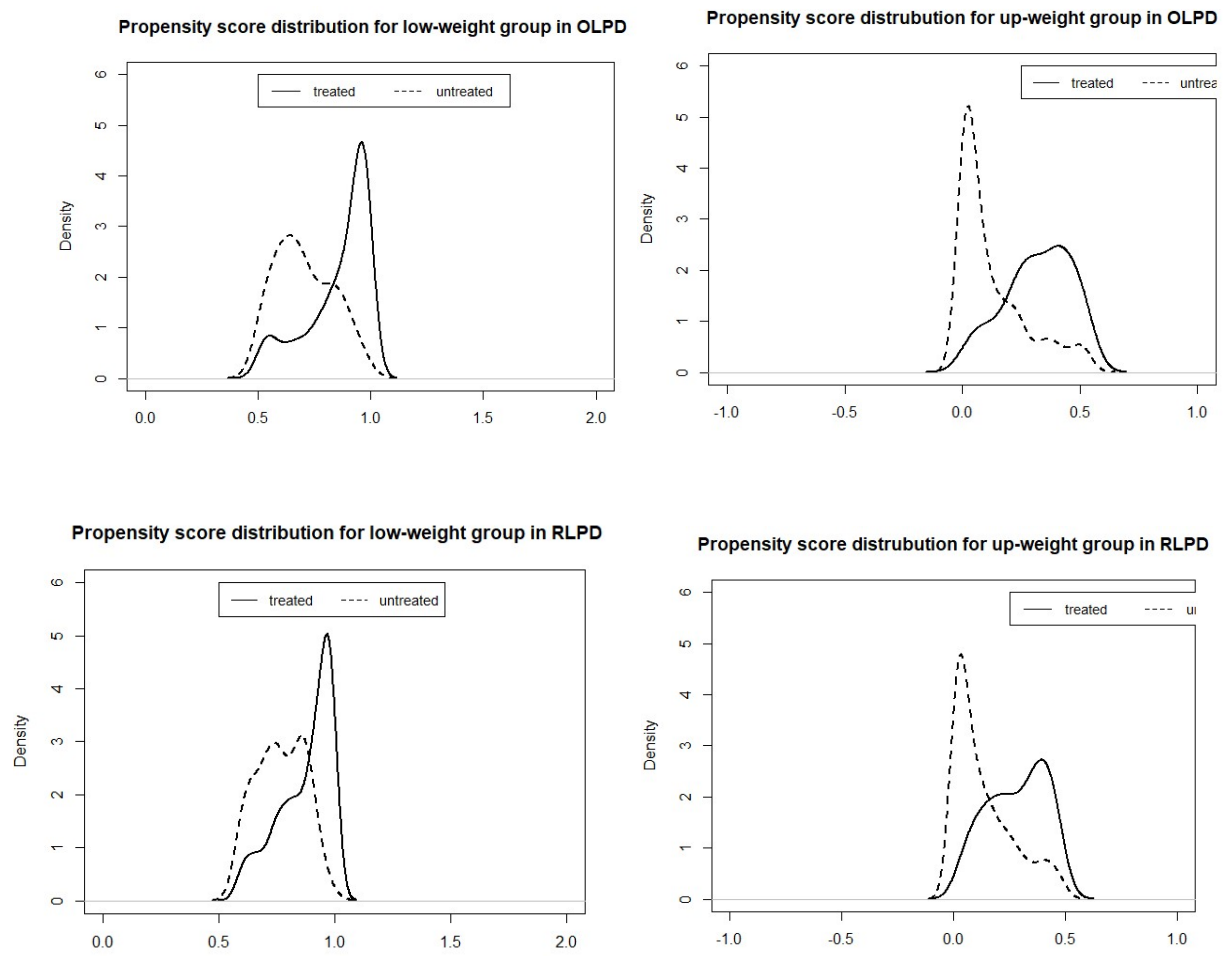 Propensity score distribution for low-weight group in OLPD
treated untreated
Density
0 1 2 3 4 5 6
0.0 0.5 1.0 1.5 2.0
Propensity score distrubution for up-weight group in OLPD
treated untrea
Density
0 1 2 3 4 5 6
-1.0 -0.5 0.0 0.5 1.0
Propensity score distribution for low-weight group in RLPD
treated untreated
Density
0 1 2 3 4 5 6
0.0 0.5 1.0 1.5 2.0
Propensity score distrubution for up-weight group in RLPD
treated un
Density
0 1 2 3 4 5 6
-1.0 -0.5 0.0 0.5 1.0